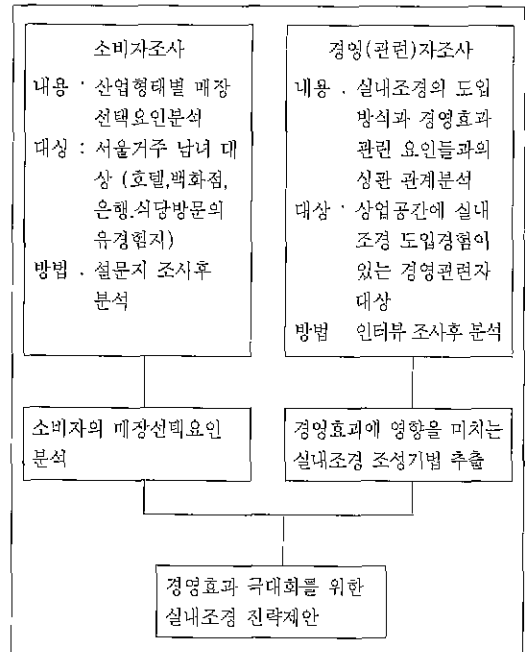 소비자조사
내용 : 산업형태별 매장
선택요인분석
대상 : 서울거주 남녀 대
상 (호텔,백화점,
은행.식당방문의
유경험자)
방법 . 설문지 조사후
분석
경영(관련)자조사
내용 . 실내조경의 도입
방식과 경영효과
관련 요인들과의
상관 관계분석
대상 : 상업공간에 실내
조경 도입경험이
있는 경영관련자
대상
방법 인터뷰 조사후 분석
소비자의 매장선택요인
분석
경영효과에 영향을 미치는
실내조경 조성기법 추출
경영효과 극대화를 위한
실내조경 전략제안